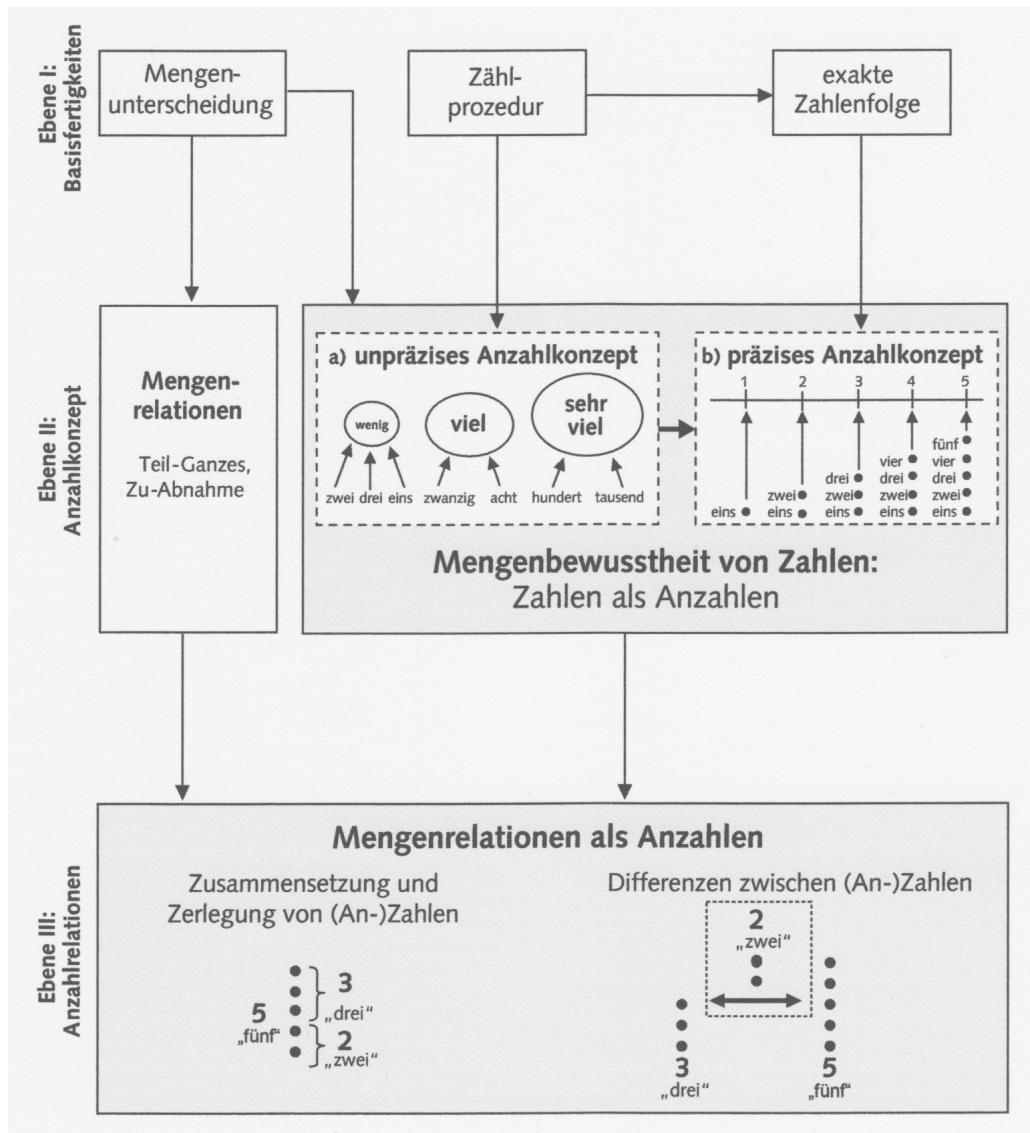 Ebene I:
Basisfertigkeiten
Mengen-
unterscheidung
Zähl-
prozedur
exakte
Zahlenfolge
Ebene II:
Anzahlkonzept
Mengen-
relationen
Teil-Ganzes,
Zu-Abnahme
a) unpräzises Anzahlkonzept
wenig
viel
sehr
viel
zwei drei eins zwanzig acht hundert tausend
b) präzises Anzahlkonzept
1 2 3 4 5
fünf
vier vier
drei drei drei
zwei zwei zwei zwei
eins eins eins eins eins
Mengenbewusstheit von Zahlen:
Zahlen als Anzahlen
Ebene III:
Anzahlrelationen
Mengenrelationen als Anzahlen
Zusammensetzung und
Zerlegung von (An-)Zahlen
5
„fünf“
3
„drei“
2
„zwei“
Differenzen zwischen (An-)Zahlen
2
„zwei“
3
„drei“
5
„fünf“